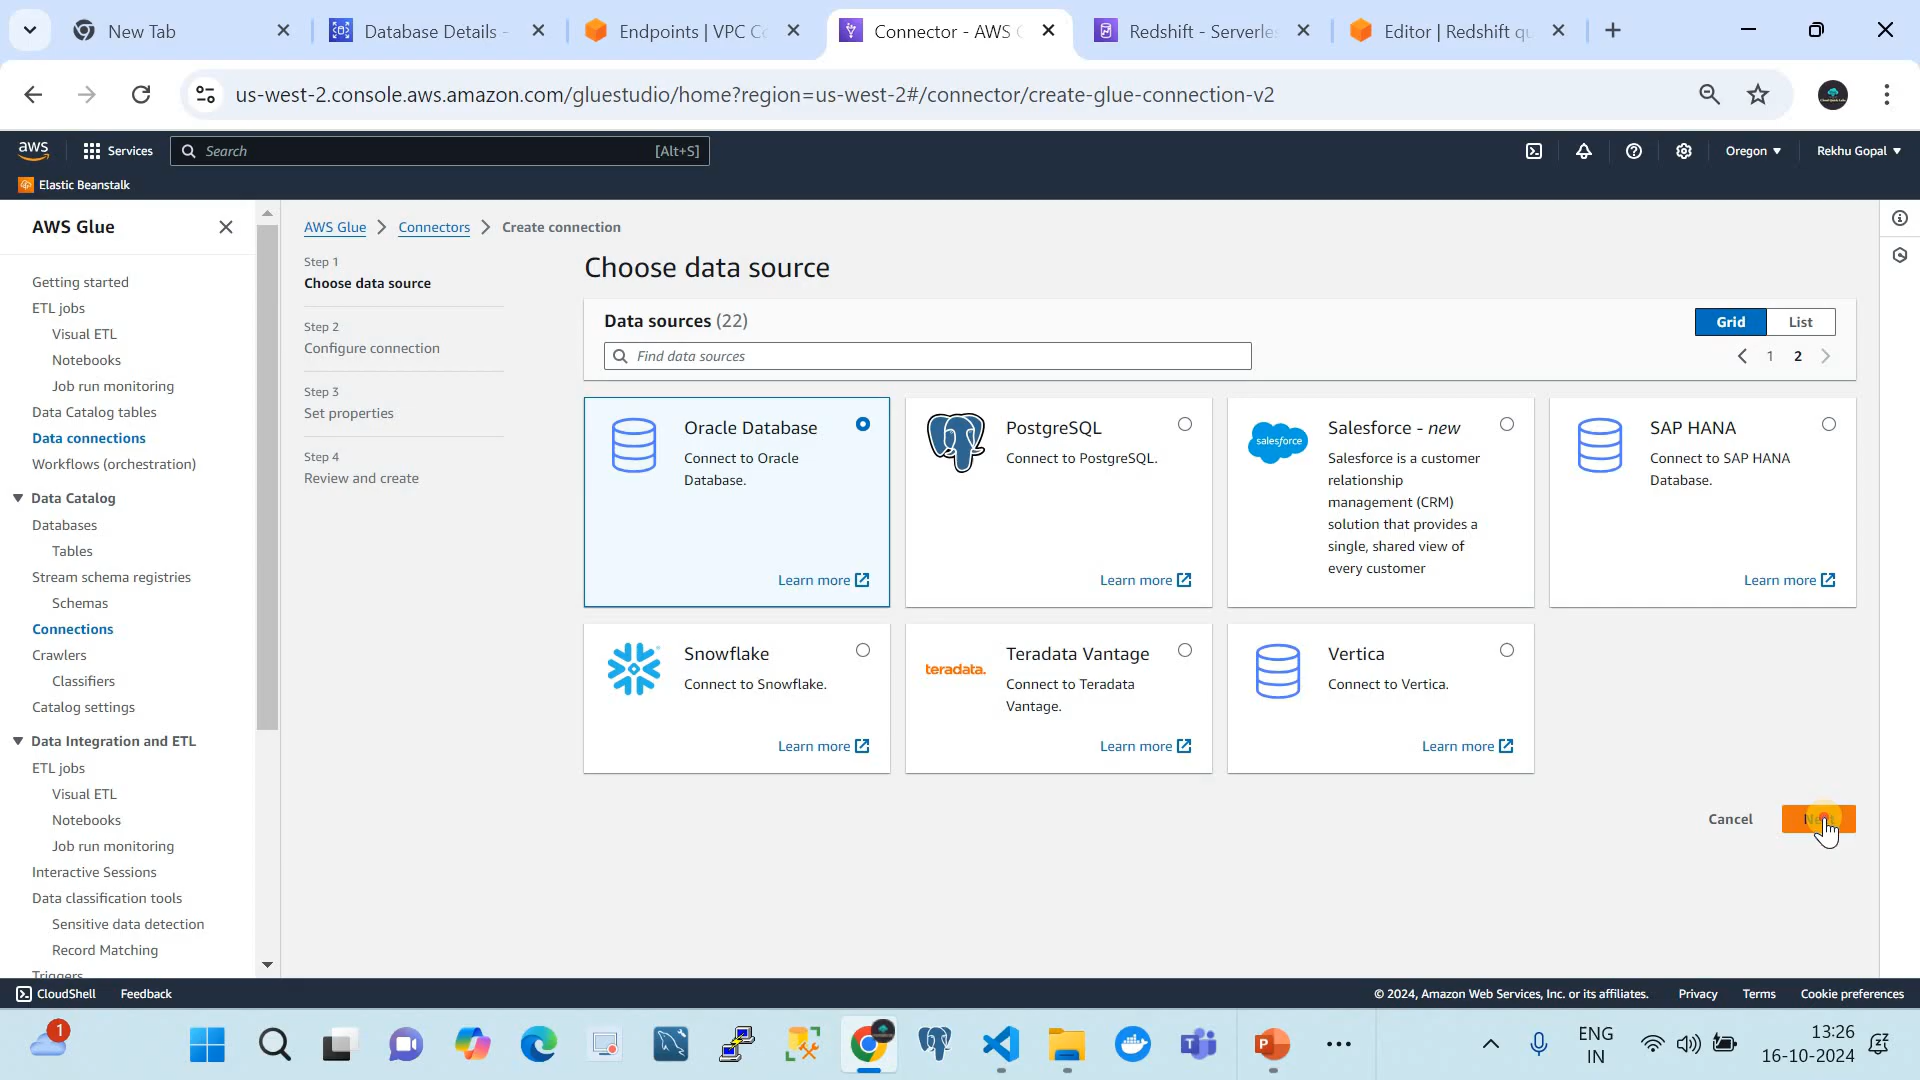 New Tab
Database Details -
Endpoints | VPC Co
Connector - AWS G
Redshift - Serverles
Editor | Redshift qu
us-west-2.console.aws.amazon.com/gluestudio/home?region=us-west-2#/connector/create-glue-connection-v2
aws
Services
Search
[Alt+S]
Oregon
Rekhu Gopal
Elastic Beanstalk
AWS Glue
Getting started
ETL jobs
Visual ETL
Notebooks
Job run monitoring
Data Catalog tables
Data connections
Workflows (orchestration)
Data Catalog
Databases
Tables
Stream schema registries
Schemas
Connections
Crawlers
Classifiers
Catalog settings
Data Integration and ETL
ETL jobs
Visual ETL
Notebooks
Job run monitoring
Interactive Sessions
Data classification tools
Sensitive data detection
Record Matching
Triggers
AWS Glue
Connectors
Create connection
Step 1
Choose data source
Step 2
Configure connection
Step 3
Set properties
Step 4
Review and create
Choose data source
Data sources (22)
Grid
List
Find data sources
1
2
Oracle Database
Connect to Oracle
Database.
Learn more
PostgreSQL
Connect to PostgreSQL.
Learn more
salesforce
Salesforce - new
Salesforce is a customer
relationship
management (CRM)
solution that provides a
single, shared view of
every customer
SAP HANA
Connect to SAP HANA
Database.
Learn more
Snowflake
Connect to Snowflake.
Learn more
teradata.
Teradata Vantage
Connect to Teradata
Vantage.
Learn more
Vertica
Connect to Vertica.
Learn more
Cancel
CloudShell
Feedback
© 2024, Amazon Web Services, Inc. or its affiliates.
Privacy
Terms
Cookie preferences
1
ENG
IN
13:26
16-10-2024